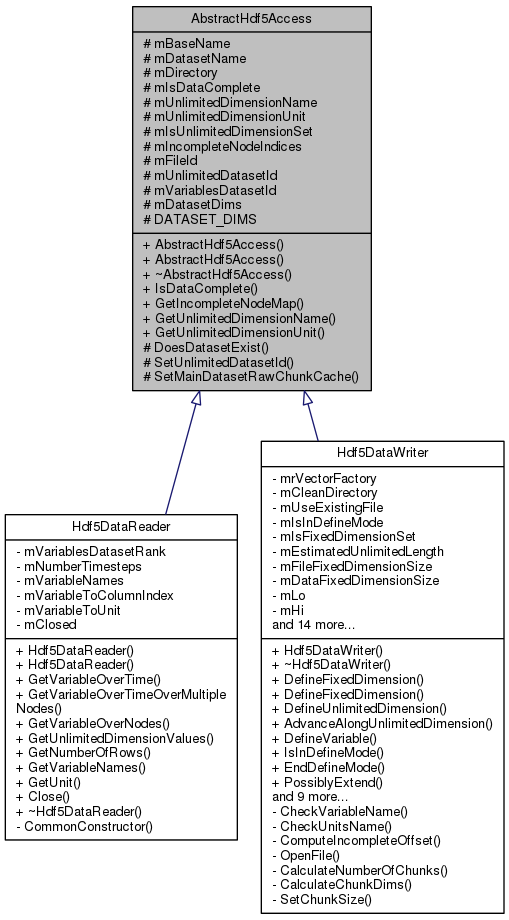 AbstractHdf5Access
# mBaseName
# mDatasetName
# mDirectory
# mIsDataComplete
# mUnlimitedDimensionName
# mUnlimitedDimensionUnit
# mIsUnlimitedDimensionSet
# mIncompleteNodeIndices
# mFileId
# mUnlimitedDatasetId
# mVariablesDatasetId
# mDatasetDims
# DATASET_DIMS
+ AbstractHdf5Access()
+ AbstractHdf5Access()
+ ~AbstractHdf5Access()
+ IsDataComplete()
+ GetIncompleteNodeMap()
+ GetUnlimitedDimensionName()
+ GetUnlimitedDimensionUnit()
# DoesDatasetExist()
# SetUnlimitedDatasetId()
# SetMainDatasetRawChunkCache()
Hdf5DataReader
- mVariablesDatasetRank
- mNumberTimesteps
- mVariableNames
- mVariableToColumnIndex
- mVariableToUnit
- mClosed
+ Hdf5DataReader()
+ Hdf5DataReader()
+ GetVariableOverTime()
+ GetVariableOverTimeOverMultiple
Nodes()
+ GetVariableOverNodes()
+ GetUnlimitedDimensionValues()
+ GetNumberOfRows()
+ GetVariableNames()
+ GetUnit()
+ Close()
+ ~Hdf5DataReader()
- CommonConstructor()
Hdf5DataWriter
- mrVectorFactory
- mCleanDirectory
- mUseExistingFile
- mIsInDefineMode
- mIsFixedDimensionSet
- mEstimatedUnlimitedLength
- mFileFixedDimensionSize
- mDataFixedDimensionSize
- mLo
- mHi
and 14 more...
+ Hdf5DataWriter()
+ ~Hdf5DataWriter()
+ DefineFixedDimension()
+ DefineFixedDimension()
+ DefineUnlimitedDimension()
+ AdvanceAlongUnlimitedDimension()
+ DefineVariable()
+ IsInDefineMode()
+ EndDefineMode()
+ PossiblyExtend()
and 9 more...
- CheckVariableName()
- CheckUnitsName()
- ComputeIncompleteOffset()
- OpenFile()
- CalculateNumberOfChunks()
- CalculateChunkDims()
- SetChunkSize()